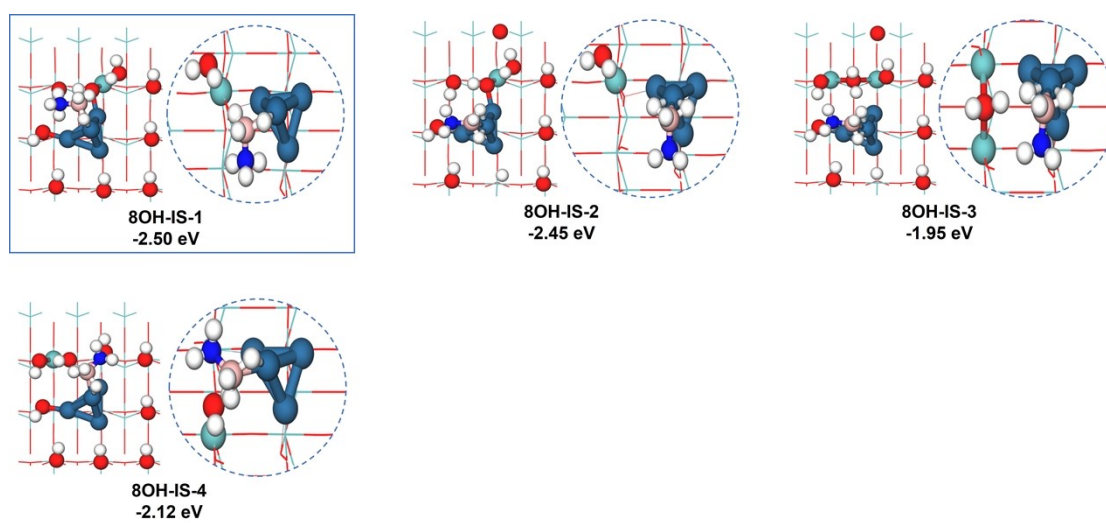 8OH-IS-1
-2.50 eV
8OH-IS-2
-2.45 eV
8OH-IS-3
-1.95 eV
8OH-IS-4
-2.12 eV